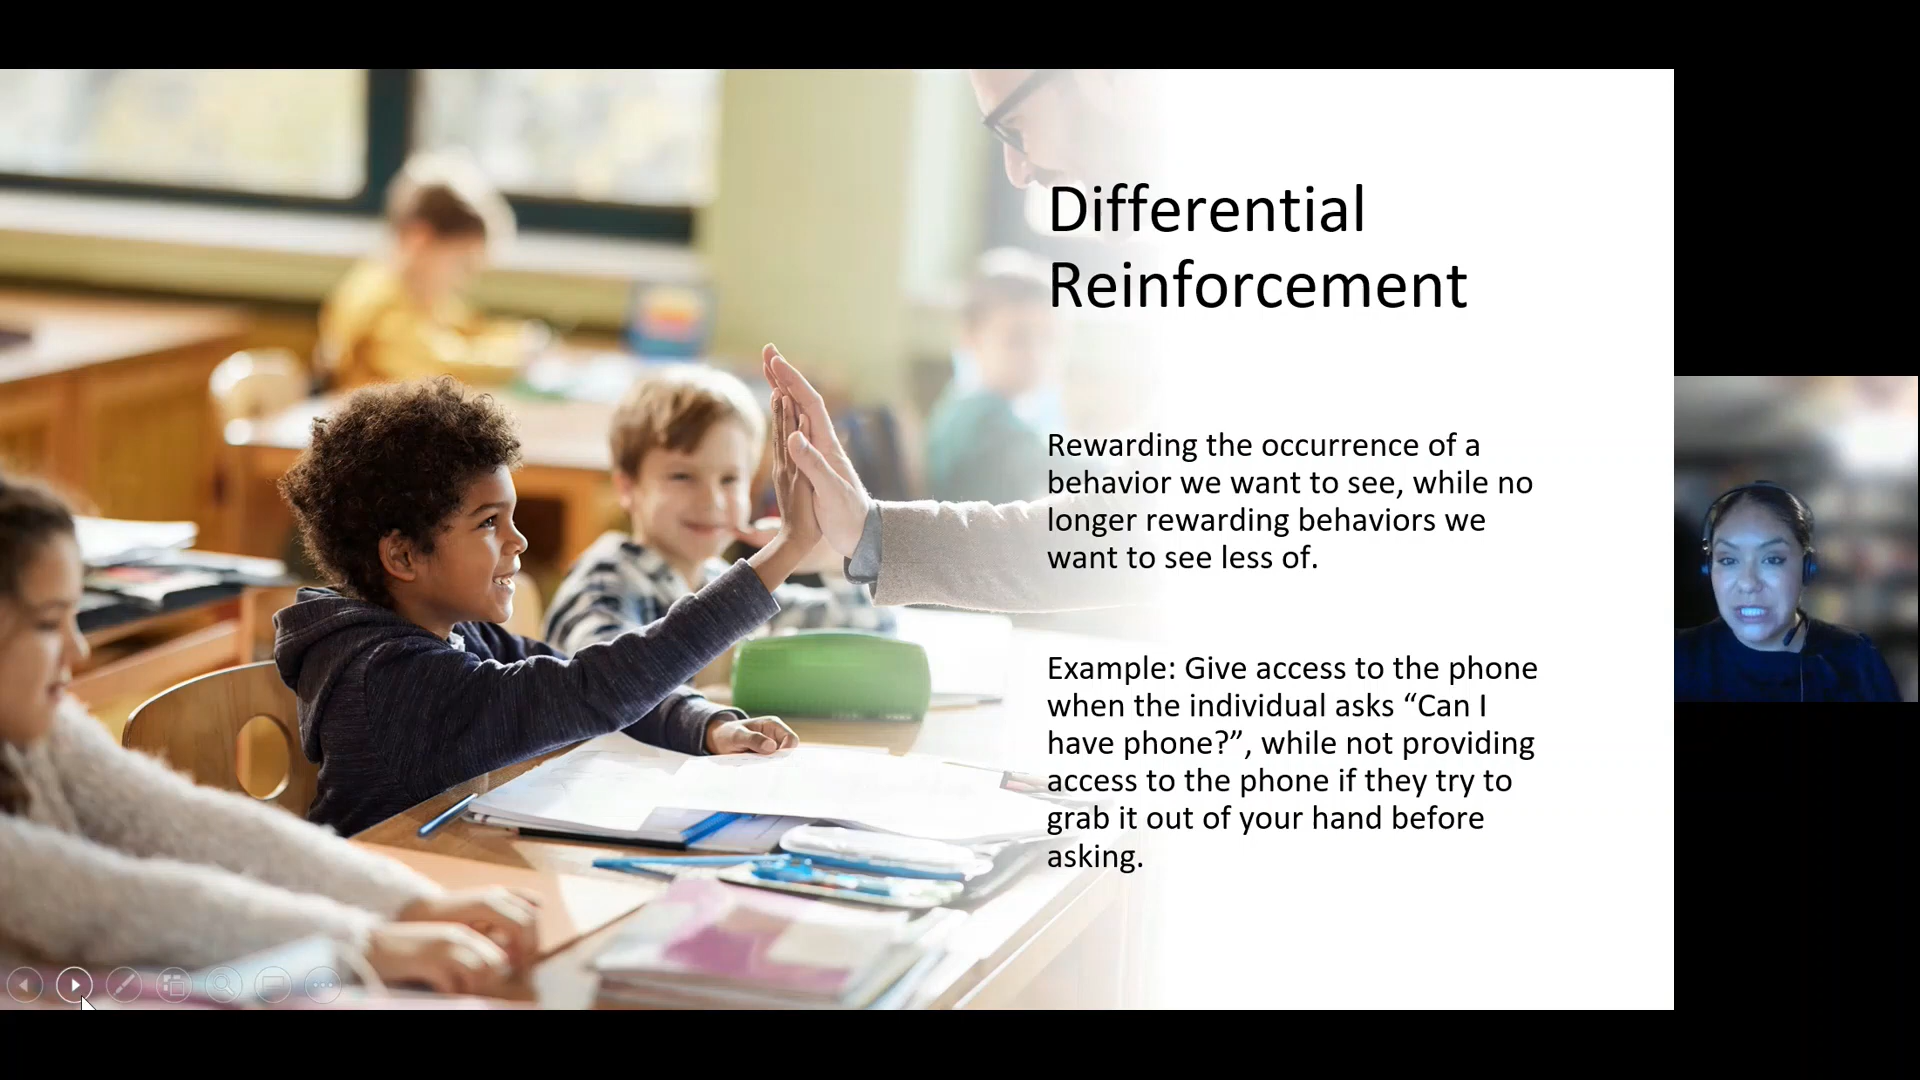 Differential
Reinforcement
Rewarding the occurrence of a
behavior we want to see, while no
longer rewarding behaviors we
want to see less of.
Example: Give access to the phone
when the individual asks “Can I
have phone?”, while not providing
access to the phone if they try to
grab it out of your hand before
asking.